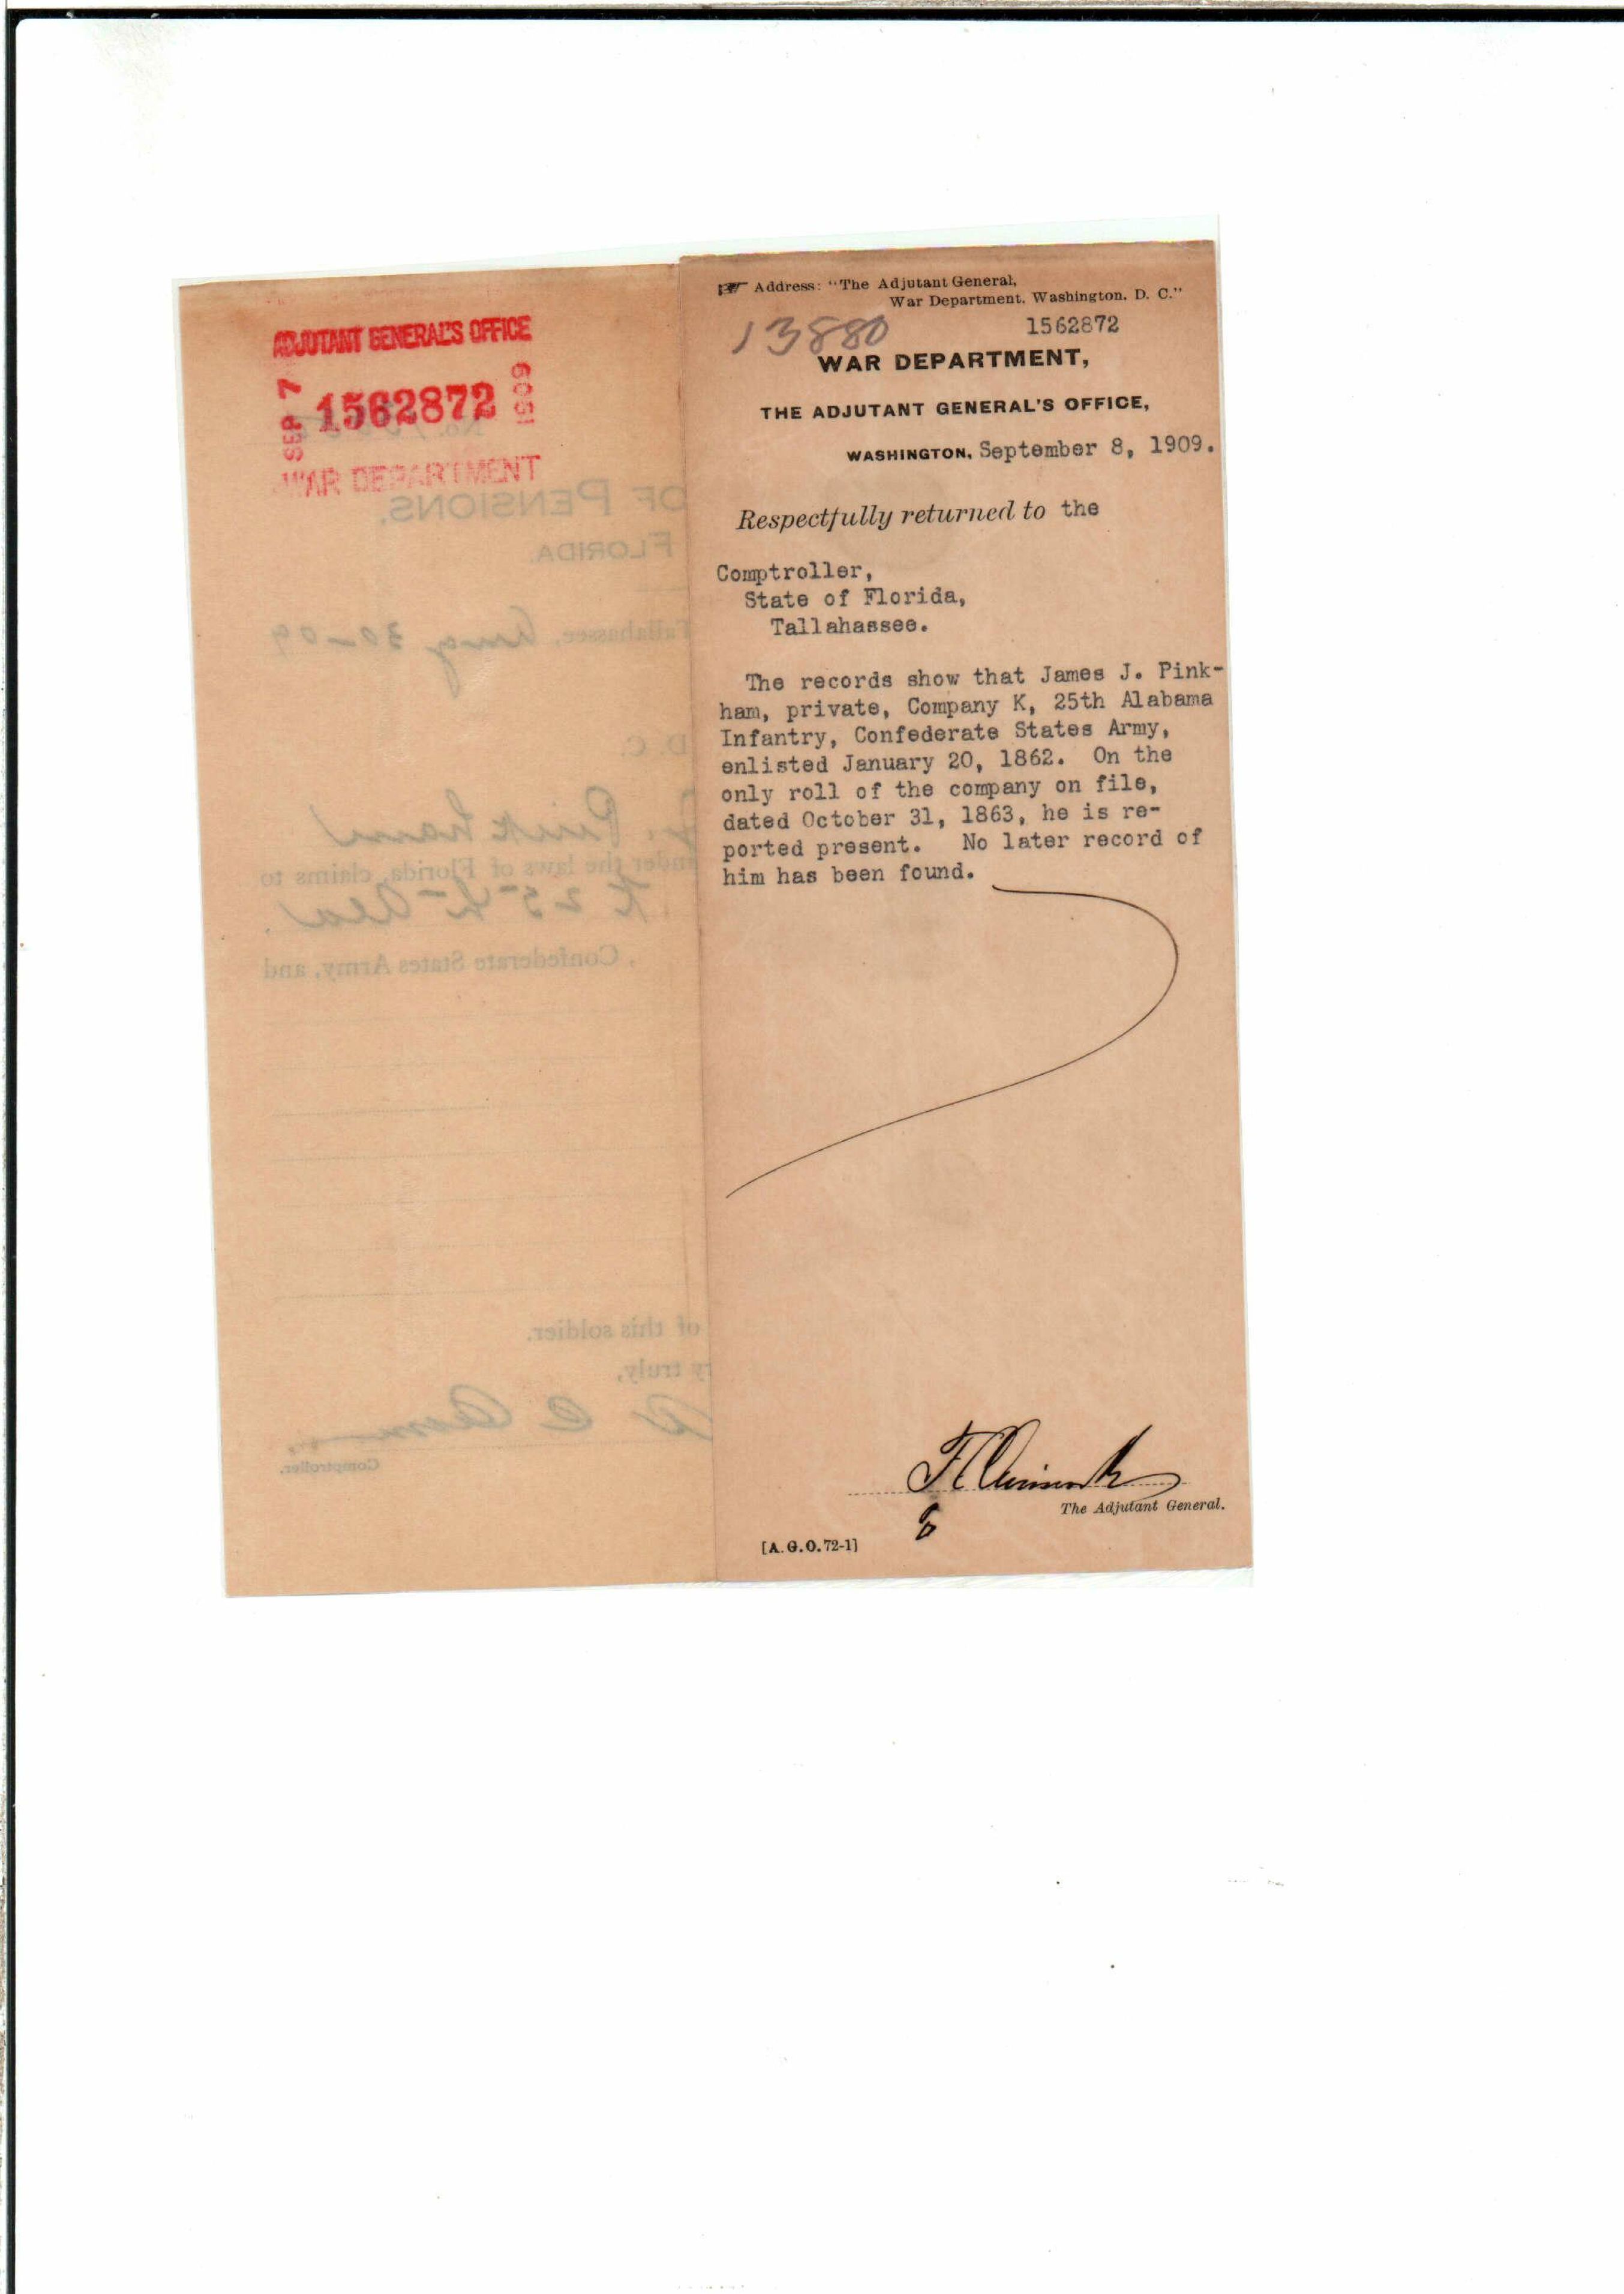 ADJUTANT GENERAL'S OFFICE
SEP 7 1562872 1909
WAR DEPARTMENT
OF PENSIONS.
FLORIDA.
Tallahassee, Aug 30-09
D. C.
J. Pinkham
under the laws of Florida, claims to
K 25 Ala
, Confederate States Army, and
of this soldier.
ry truly,
Comptroller.
Address: "The Adjutant General,
War Department, Washington, D. C."
13880
1562872
WAR DEPARTMENT,
THE ADJUTANT GENERAL'S OFFICE,
WASHINGTON, September 8, 1909.
Respectfully returned to the
Comptroller,
State of Florida,
Tallahassee.
The records show that James J. Pink-
ham, private, Company K, 25th Alabama
Infantry, Confederate States Army,
enlisted January 20, 1862. On the
only roll of the company on file,
dated October 31, 1863, he is re-
ported present. No later record of
him has been found.
The Adjutant General.
[A. G. O. 72-1]